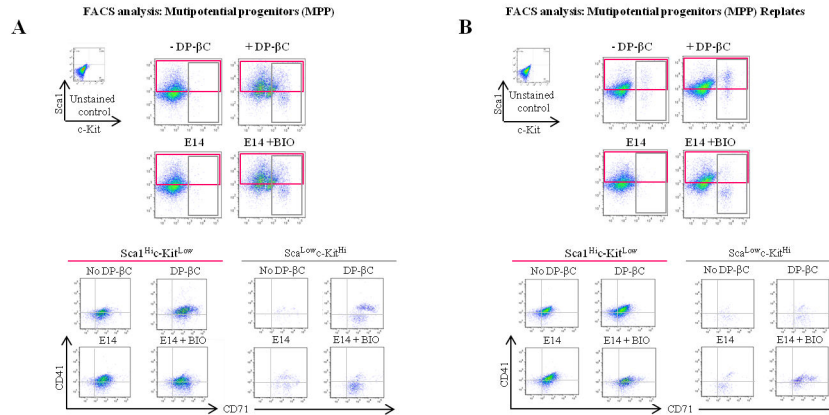 FACS analysis: Mutipotential progenitors (MPP)
A
- DP-βC
+ DP-βC
Sca1
Unstained
control
c-Kit
E14
E14 +BIO
Sca1HiC-KitLow
ScaLowc-KitHi
No DP-βC
DP-βC
No DP-βC
DP-βC
E14
E14 + BIO
E14
E14 + BIO
CD41
CD71
FACS analysis: Mutipotential progenitors (MPP) Replates
B
- DP-βC
+ DP-βC
Sca1
Unstained
control
c-Kit
E14
E14 +BIO
Sca1Hic-KitLow
ScaLowc-KitHi
No DP-βC
DP-βC
No DP-βC
DP-βC
E14
E14 + BIO
E14
E14 + BIO
CD41
CD71